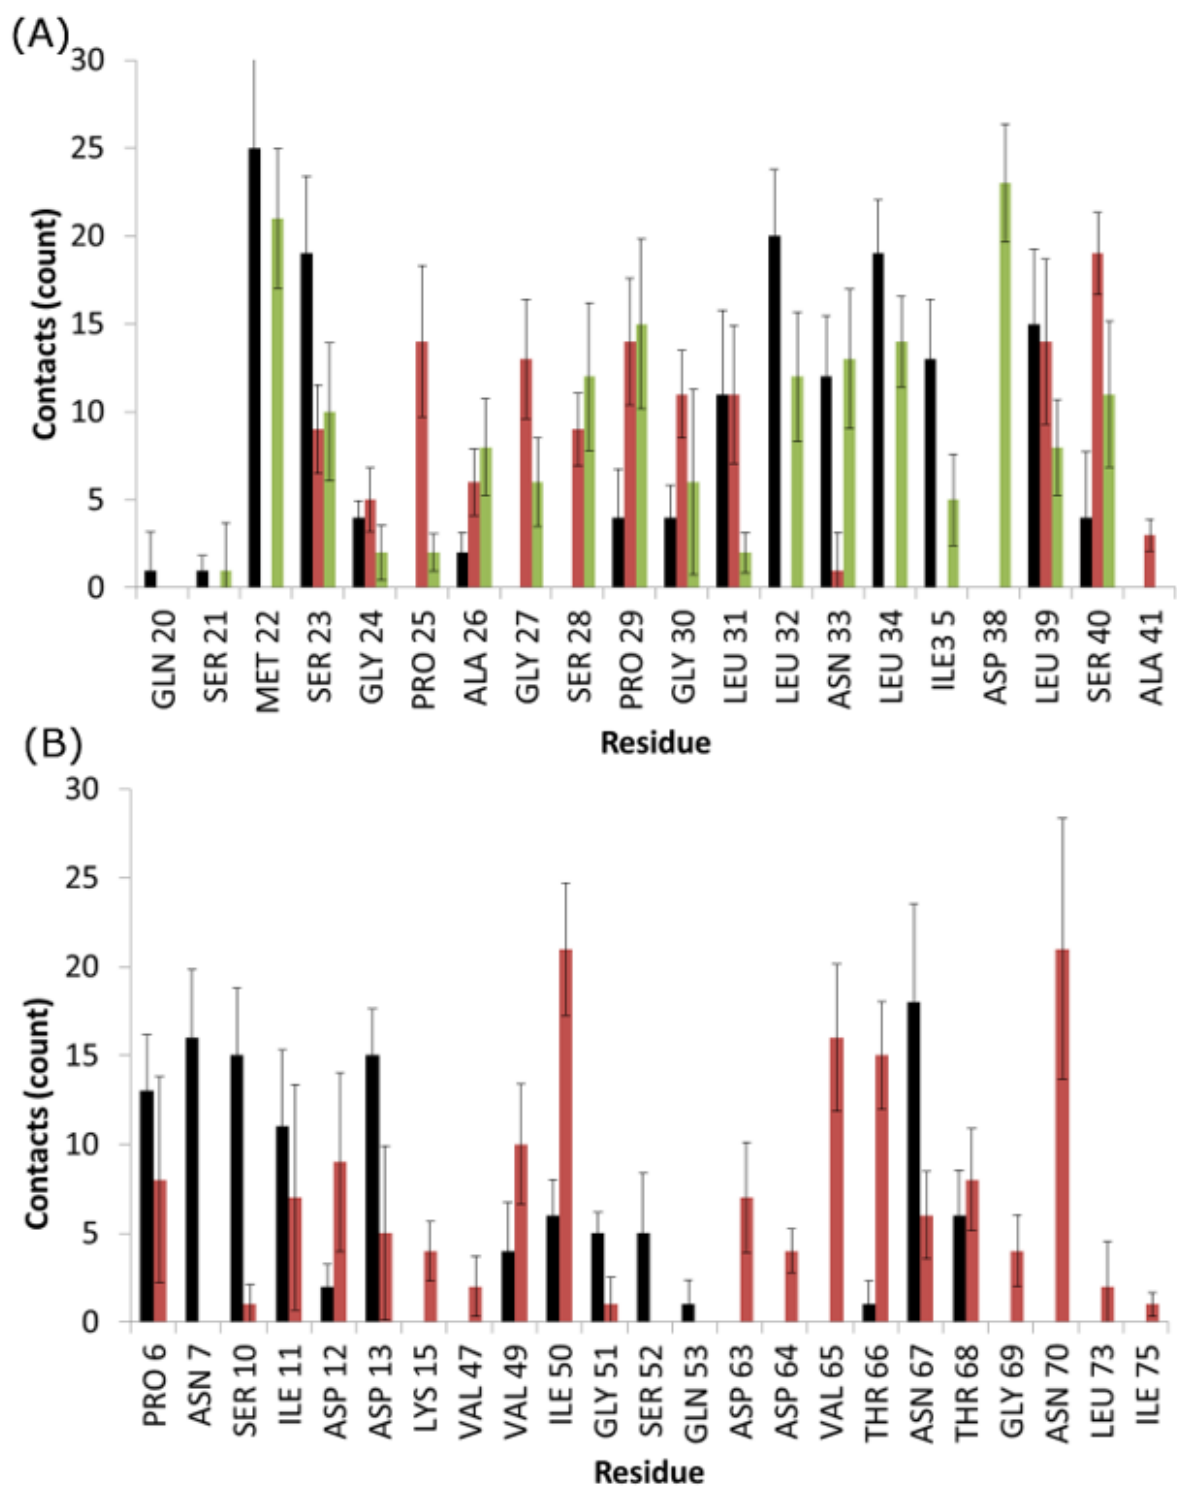 (A)
30
25
20
15
10
5
0
Contacts (count)
GLN 20
SER 21
MET 22
SER 23
GLY 24
PRO 25
ALA 26
GLY 27
SER 28
PRO 29
GLY 30
LEU 31
LEU 32
ASN 33
LEU 34
ILE3 5
ASP 38
LEU 39
SER 40
ALA 41
Residue
(B)
30
25
20
15
10
5
0
Contacts (count)
PRO 6
ASN 7
SER 10
ILE 11
ASP 12
ASP 13
LYS 15
VAL 47
VAL 49
ILE 50
GLY 51
SER 52
GLN 53
ASP 63
ASP 64
VAL 65
THR 66
ASN 67
THR 68
GLY 69
ASN 70
LEU 73
ILE 75
Residue